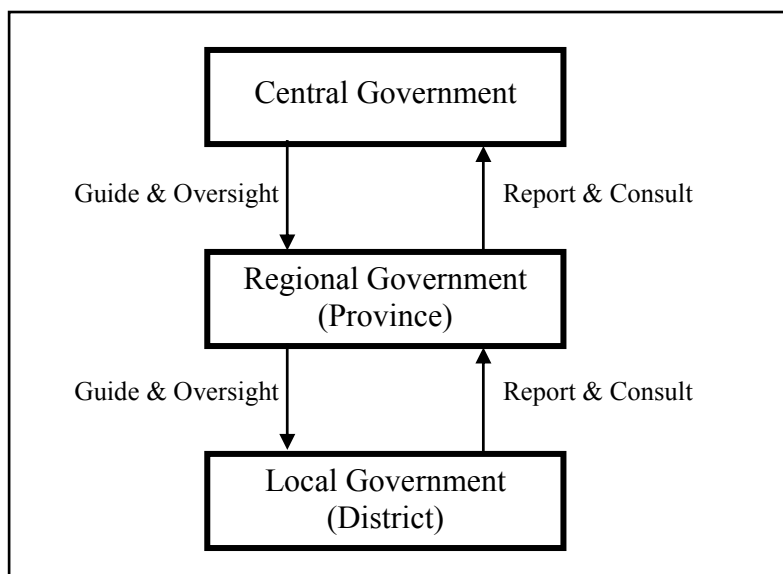 Central Government
Guide & Oversight
Report & Consult
Regional Government
(Province)
Guide & Oversight
Report & Consult
Local Government
(District)